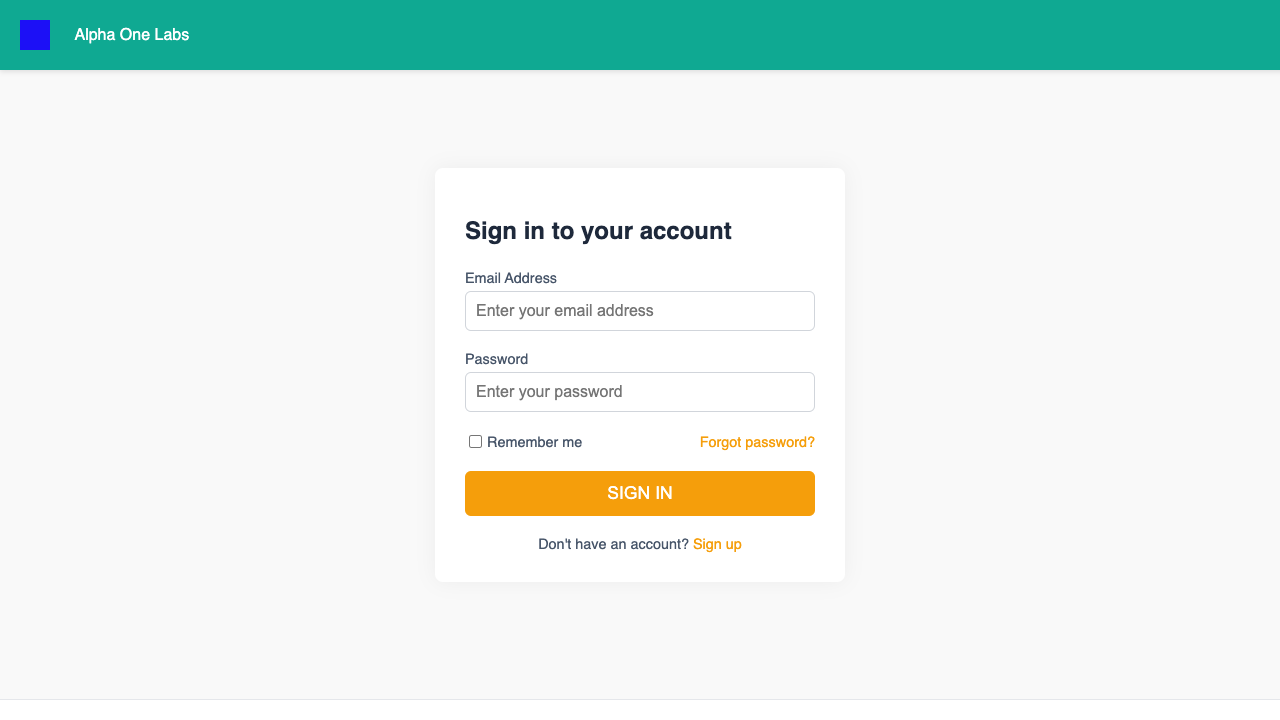 Alpha One Labs
Sign in to your account
Email Address
Enter your email address
Password
Enter your password
Remember me Forgot password?
SIGN IN
Don't have an account? Sign up